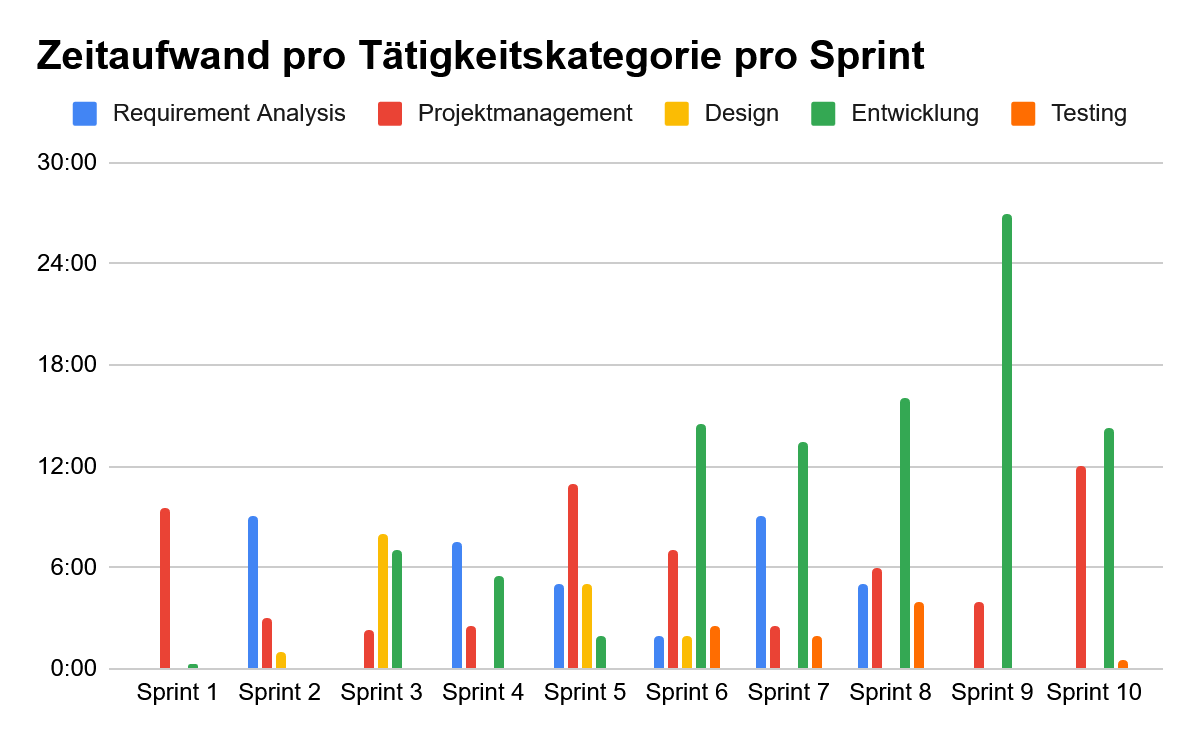 Zeitaufwand pro Tätigkeitskategorie pro Sprint
Requirement Analysis Projektmanagement Design Entwicklung Testing
30:00
24:00
18:00
12:00
6:00
0:00
Sprint 1 Sprint 2 Sprint 3 Sprint 4 Sprint 5 Sprint 6 Sprint 7 Sprint 8 Sprint 9 Sprint 10